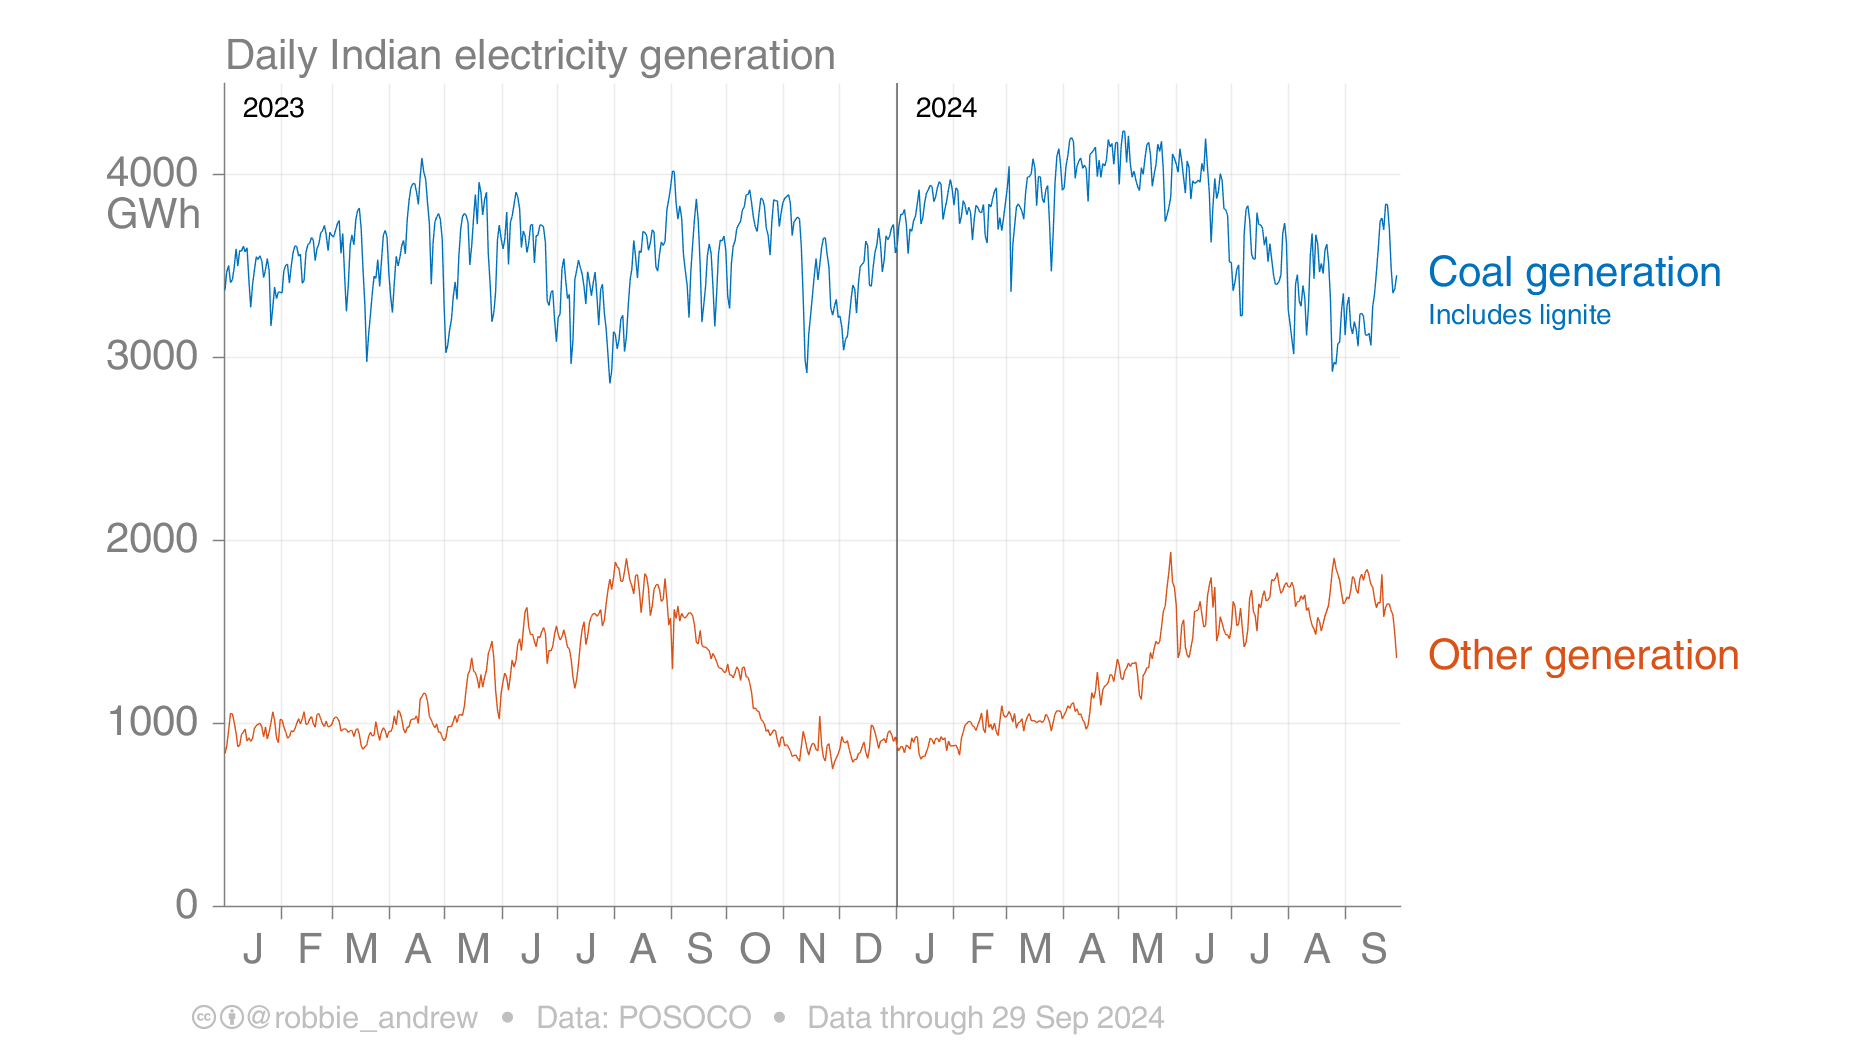 Daily Indian electricity generation
2023
2024
4000
GWh
3000
2000
1000
0
Coal generation
Includes lignite
Other generation
J F M A M J J A S O N D J F M A M J J A S
@robbie_andrew • Data: POSOCO • Data through 29 Sep 2024